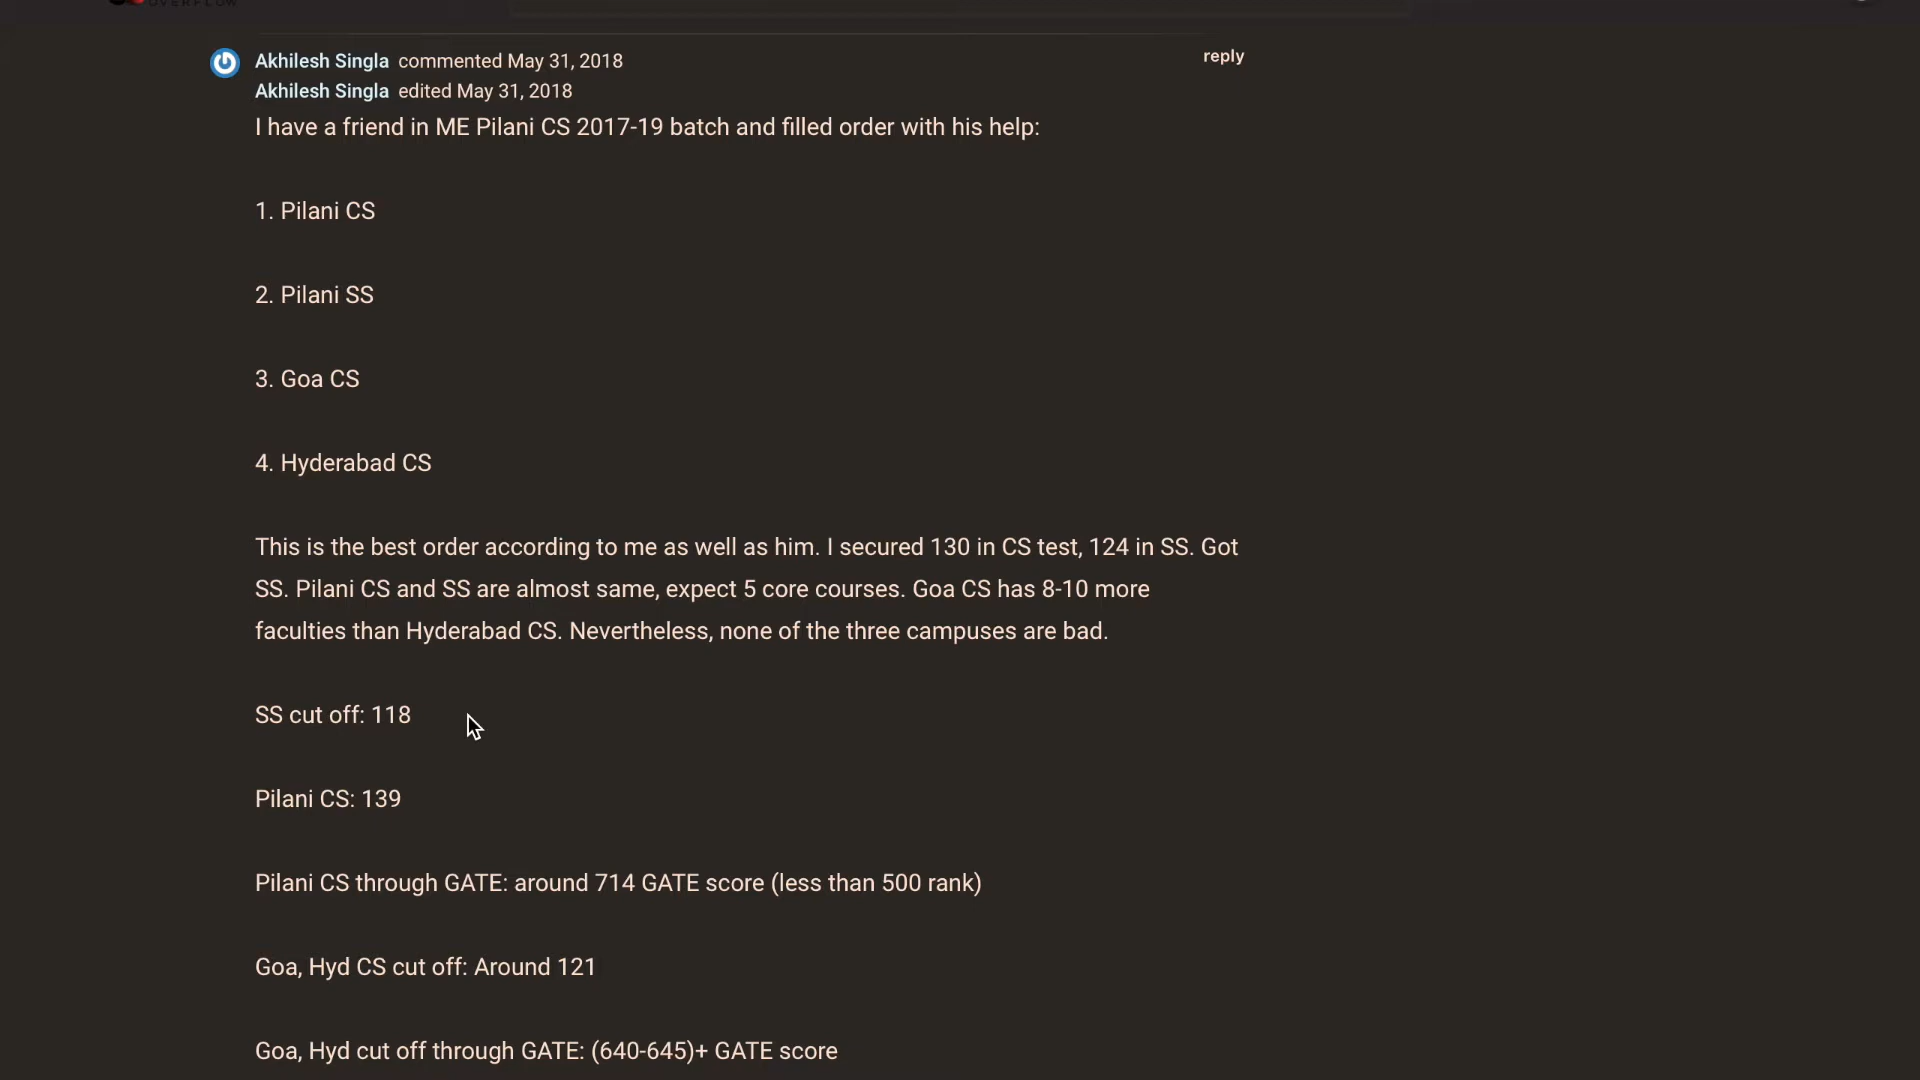 OVERFLOW
Akhilesh Singla commented May 31, 2018
reply
Akhilesh Singla edited May 31, 2018
I have a friend in ME Pilani CS 2017-19 batch and filled order with his help:
1. Pilani CS
2. Pilani SS
3. Goa CS
4. Hyderabad CS
This is the best order according to me as well as him. I secured 130 in CS test, 124 in SS. Got
SS. Pilani CS and SS are almost same, expect 5 core courses. Goa CS has 8-10 more
faculties than Hyderabad CS. Nevertheless, none of the three campuses are bad.
SS cut off: 118
Pilani CS: 139
Pilani CS through GATE: around 714 GATE score (less than 500 rank)
Goa, Hyd CS cut off: Around 121
Goa, Hyd cut off through GATE: (640-645)+ GATE score